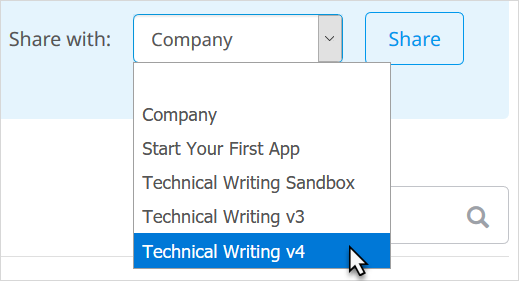 Share with: Company Share
Company
Start Your First App
Technical Writing Sandbox
Technical Writing v3
Technical Writing v4